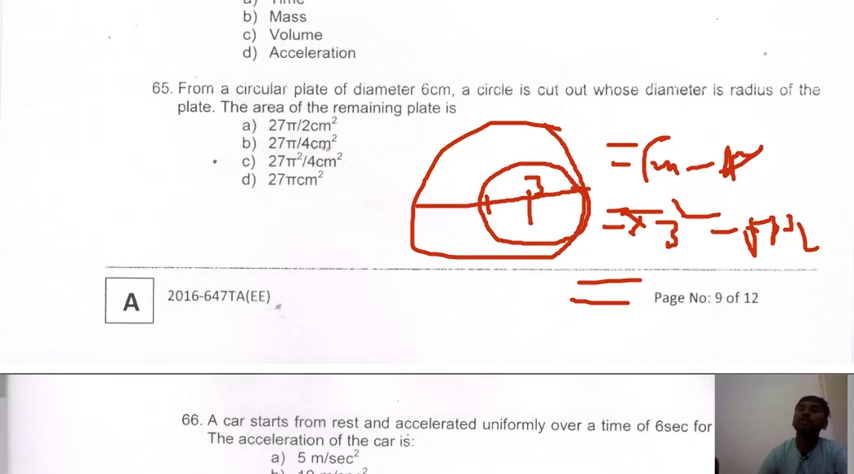 b) Mass
c) Volume
d) Acceleration
65. From a circular plate of diameter 6cm, a circle is cut out whose diameter is radius of the
plate. The area of the remaining plate is
a) 27π/2cm²
b) 27π/4cm²
c) 27π²/4cm²
d) 27πcm²
3
A
2016-647TA(EE)
Page No: 9 of 12
66. A car starts from rest and accelerated uniformly over a time of 6sec for
The acceleration of the car is:
a) 5 m/sec²